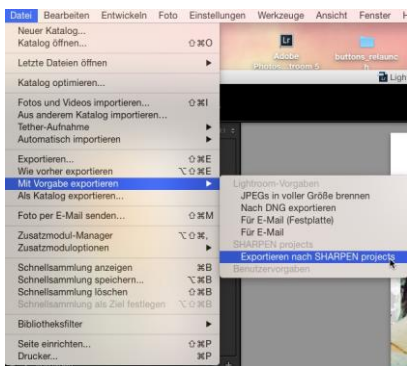 Datei Bearbeiten Entwickeln Foto Einstellungen Werkzeuge Ansicht Fenster
Neuer Katalog...
Katalog öffnen... ⇧⌘O
Letzte Dateien öffnen ▶
Katalog optimieren...
Fotos und Videos importieren... ⇧⌘I
Aus anderem Katalog importieren...
Tether-Aufnahme ▶
Automatisch importieren ▶
Exportieren... ⇧⌘E
Wie vorher exportieren ⌥⇧⌘E
Mit Vorgabe exportieren ▶
Als Katalog exportieren...
Foto per E-Mail senden... ⇧⌘M
Zusatzmodul-Manager ⌥⇧⌘,
Zusatzmoduloptionen ▶
Schnellsammlung anzeigen ⌘B
Schnellsammlung speichern... ⌥⌘B
Schnellsammlung löschen ⇧⌘B
Schnellsammlung als Ziel festlegen ⌥⇧⌘B
Bibliotheksfilter ▶
Seite einrichten... ⇧⌘P
Drucker... ⌘P
Lightroom-Vorgaben
JPEGs in voller Größe brennen
Nach DNG exportieren
Für E-Mail (Festplatte)
Für E-Mail
SHARPEN projects
Exportieren nach SHARPEN projects
Benutzervorgaben
Lr
Adobe
buttons_relaunc
h
Ligh